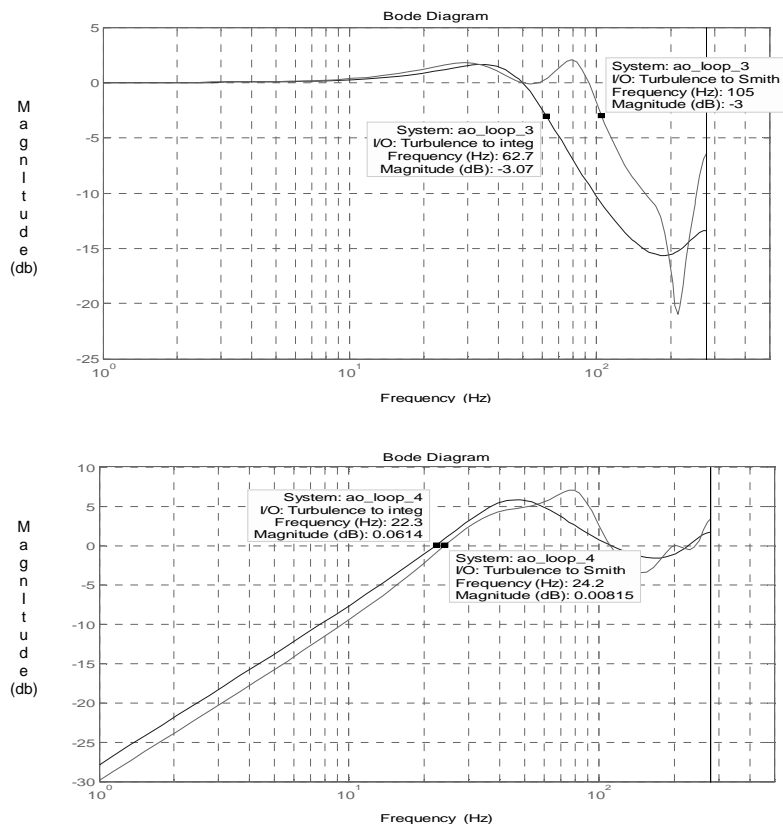 Bode Diagram
5
0
-5
-10
-15
-20
-25
M
a
g
n
I
t
u
d
e
(db)
System: ao_loop_3
I/O: Turbulence to Smith
Frequency (Hz): 105
Magnitude (dB): -3
System: ao_loop_3
I/O: Turbulence to integ
Frequency (Hz): 62.7
Magnitude (dB): -3.07
10^0
10^1
10^2
Frequency (Hz)
Bode Diagram
10
5
0
-5
-10
-15
-20
-25
-30
M
a
g
n
I
t
u
d
e
(db)
System: ao_loop_4
I/O: Turbulence to integ
Frequency (Hz): 22.3
Magnitude (dB): 0.0614
System: ao_loop_4
I/O: Turbulence to Smith
Frequency (Hz): 24.2
Magnitude (dB): 0.00815
10^0
10^1
10^2
Frequency (Hz)